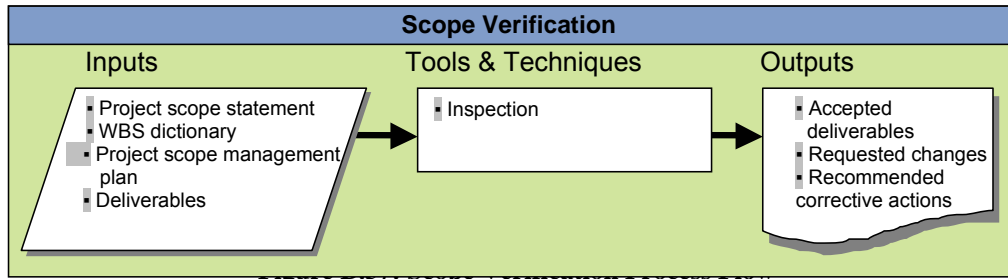 Scope Verification
Inputs
▪ Project scope statement
▪ WBS dictionary
▪ Project scope management
plan
▪ Deliverables
Tools & Techniques
▪ Inspection
Outputs
▪ Accepted
deliverables
▪ Requested changes
▪ Recommended
corrective actions